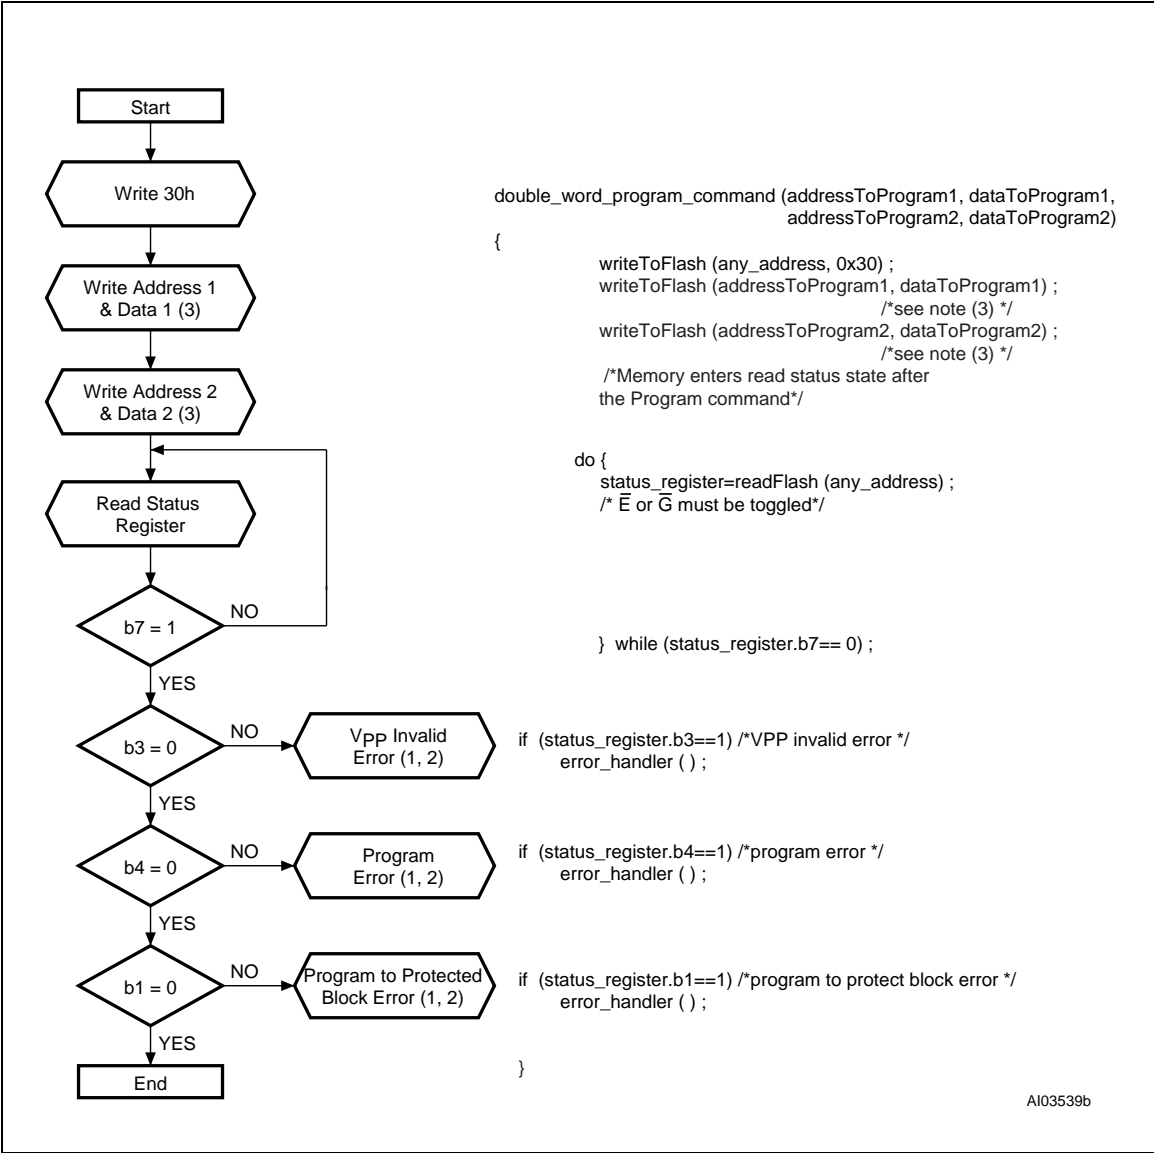 Start
Write 30h
Write Address 1
& Data 1 (3)
Write Address 2
& Data 2 (3)
Read Status
Register
b7 = 1
NO
YES
b3 = 0
NO
VPP Invalid
Error (1, 2)
YES
b4 = 0
NO
Program
Error (1, 2)
YES
b1 = 0
NO
Program to Protected
Block Error (1, 2)
YES
End
double_word_program_command (addressToProgram1, dataToProgram1,
addressToProgram2, dataToProgram2)
{
writeToFlash (any_address, 0x30) ;
writeToFlash (addressToProgram1, dataToProgram1) ;
/*see note (3) */
writeToFlash (addressToProgram2, dataToProgram2) ;
/*see note (3) */
/*Memory enters read status state after
the Program command*/
do {
status_register=readFlash (any_address) ;
/* E̅ or G̅ must be toggled*/
} while (status_register.b7== 0) ;
if (status_register.b3==1) /*VPP invalid error */
error_handler ( ) ;
if (status_register.b4==1) /*program error */
error_handler ( ) ;
if (status_register.b1==1) /*program to protect block error */
error_handler ( ) ;
}
AI03539b